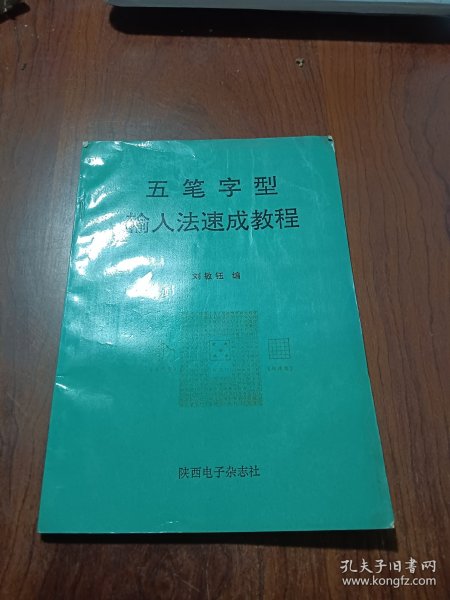 五笔字型
输入法速成教程
刘敏钰 编
陕西电子杂志社
孔夫子旧书网
www.kongfz.com